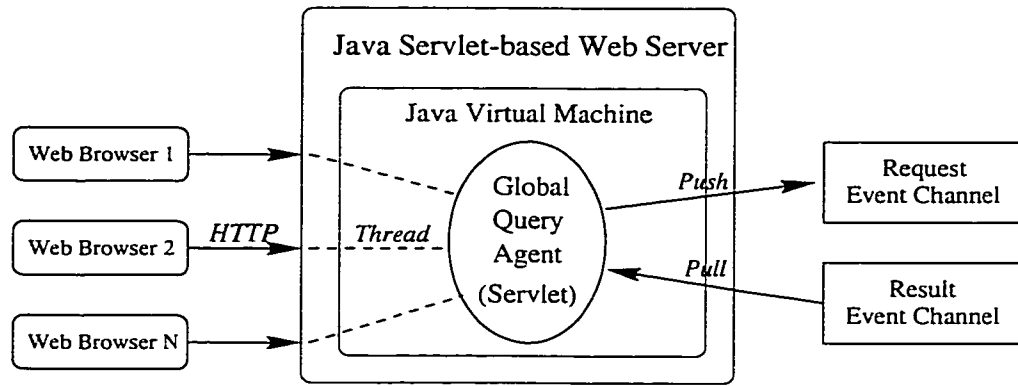 Java Servlet-based Web Server
Java Virtual Machine
Web Browser 1
Web Browser 2
Web Browser N
HTTP
Thread
Global
Query
Agent
(Servlet)
Push
Pull
Request
Event Channel
Result
Event Channel